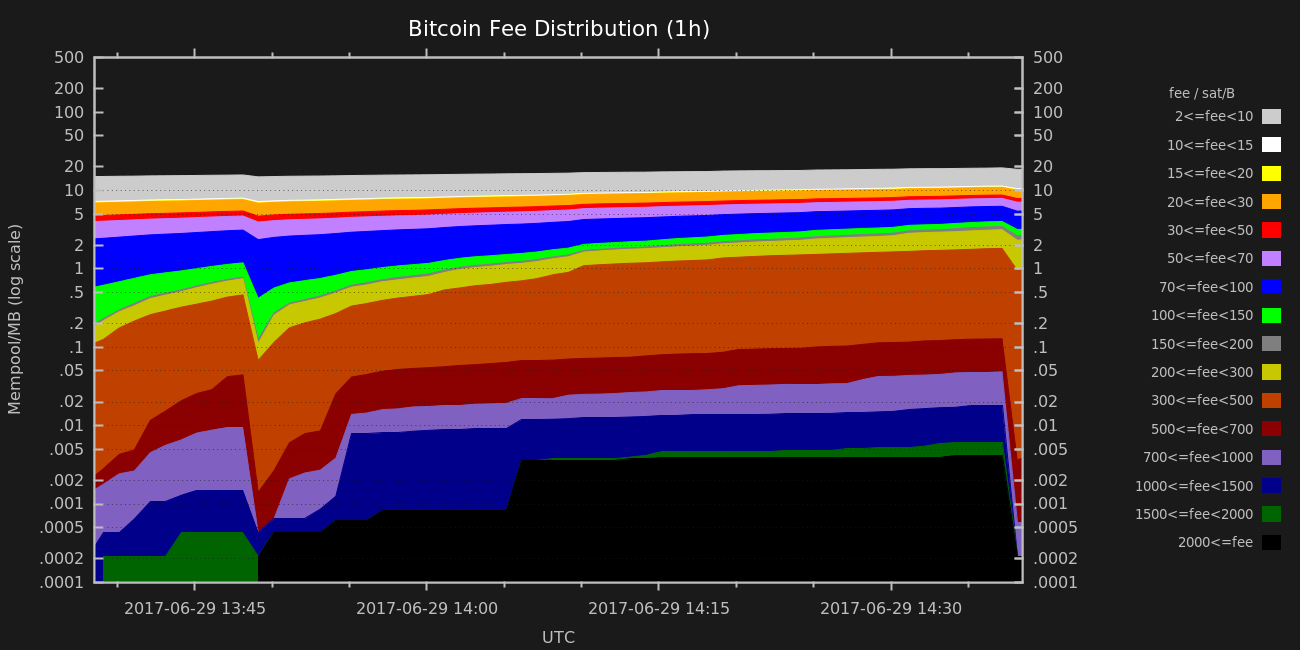 Bitcoin Fee Distribution (1h)
500
200
100
50
20
10
5
2
1
.5
.2
.1
.05
.02
.01
.005
.002
.001
.0005
.0002
.0001
Mempool/MB (log scale)
500
200
100
50
20
10
5
2
1
.5
.2
.1
.05
.02
.01
.005
.002
.001
.0005
.0002
.0001
2017-06-29 13:45 2017-06-29 14:00 2017-06-29 14:15 2017-06-29 14:30
UTC
fee / sat/B
2<=fee<10
10<=fee<15
15<=fee<20
20<=fee<30
30<=fee<50
50<=fee<70
70<=fee<100
100<=fee<150
150<=fee<200
200<=fee<300
300<=fee<500
500<=fee<700
700<=fee<1000
1000<=fee<1500
1500<=fee<2000
2000<=fee